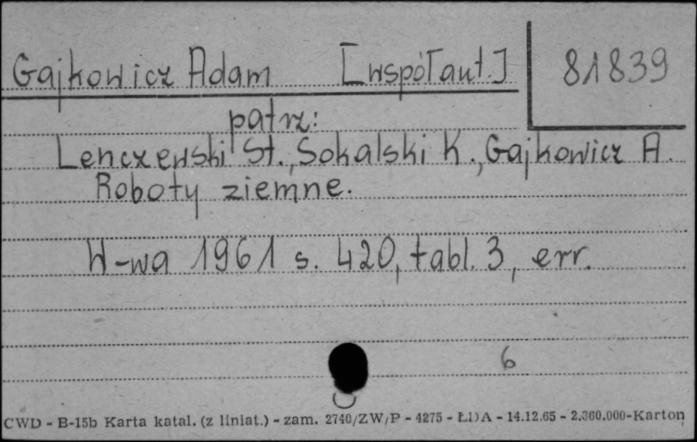 Gajkowicz Adam [współaut.] 81839
patrz:
Lenczewski St., Sokalski K., Gajkowicz A.
Roboty ziemne.
W-wa 1961 s. 420, tabl. 3, err.
6
CWD - B-15b Karta katal. (z liniat.) - zam. 2740/ZW/P - 4275 - ŁDA - 14.12.65 - 2.360.000-Karton